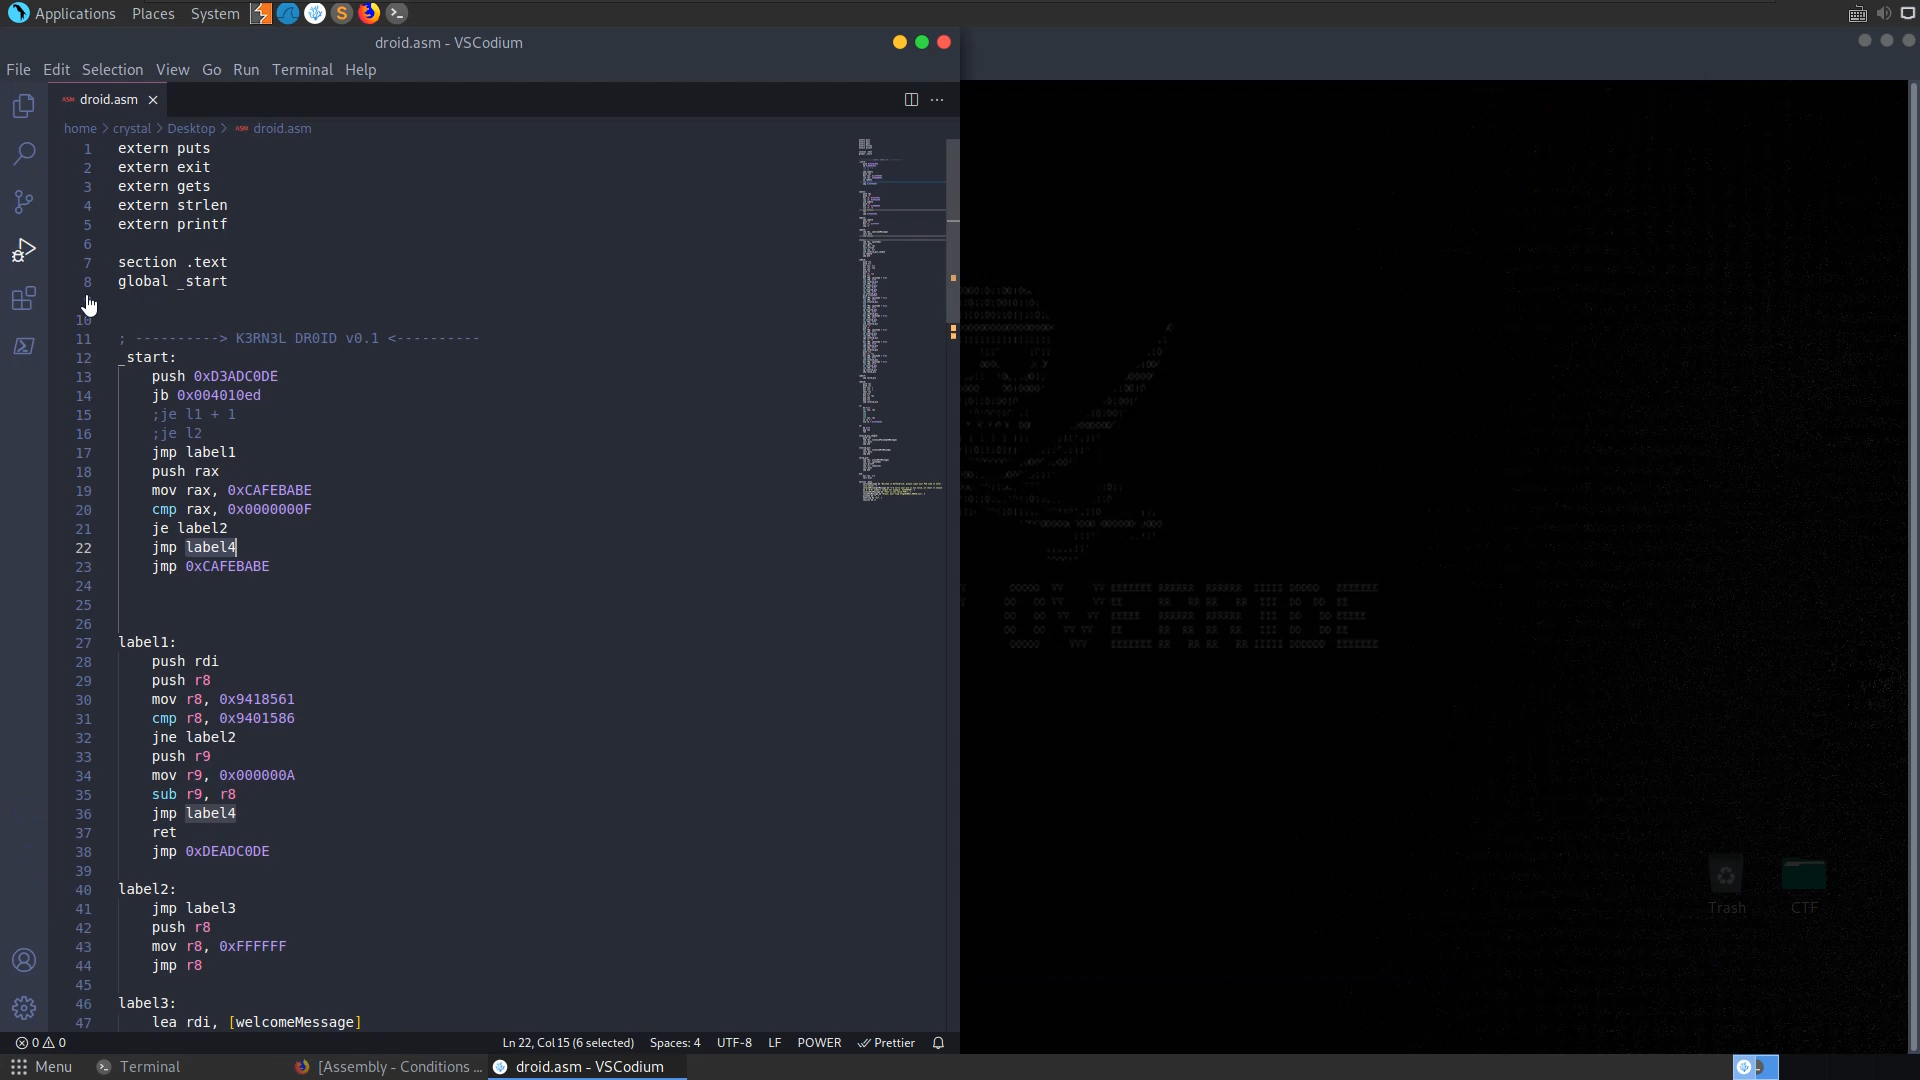 Applications Places System
droid.asm - VSCodium
File Edit Selection View Go Run Terminal Help
ASM droid.asm
home > crystal > Desktop > ASM droid.asm
1 extern puts
2 extern exit
3 extern gets
4 extern strlen
5 extern printf
6
7 section .text
8 global _start
10
11 ; ----------> K3RN3L DR0ID v0.1 <----------
12 _start:
13 push 0xD3ADC0DE
14 jb 0x004010ed
15 ;je l1 + 1
16 ;je l2
17 jmp label1
18 push rax
19 mov rax, 0xCAFEBABE
20 cmp rax, 0x0000000F
21 je label2
22 jmp label4
23 jmp 0xCAFEBABE
24
25
26
27 label1:
28 push rdi
29 push r8
30 mov r8, 0x9418561
31 cmp r8, 0x9401586
32 jne label2
33 push r9
34 mov r9, 0x000000A
35 sub r9, r8
36 jmp label4
37 ret
38 jmp 0xDEADC0DE
39
40 label2:
41 jmp label3
42 push r8
43 mov r8, 0xFFFFFF
44 jmp r8
45
46 label3:
47 lea rdi, [welcomeMessage]
OVERRIDE
Trash CTF
0 0 Ln 22, Col 15 (6 selected) Spaces: 4 UTF-8 LF POWER Prettier
Menu Terminal [Assembly - Conditions ... droid.asm - VSCodium